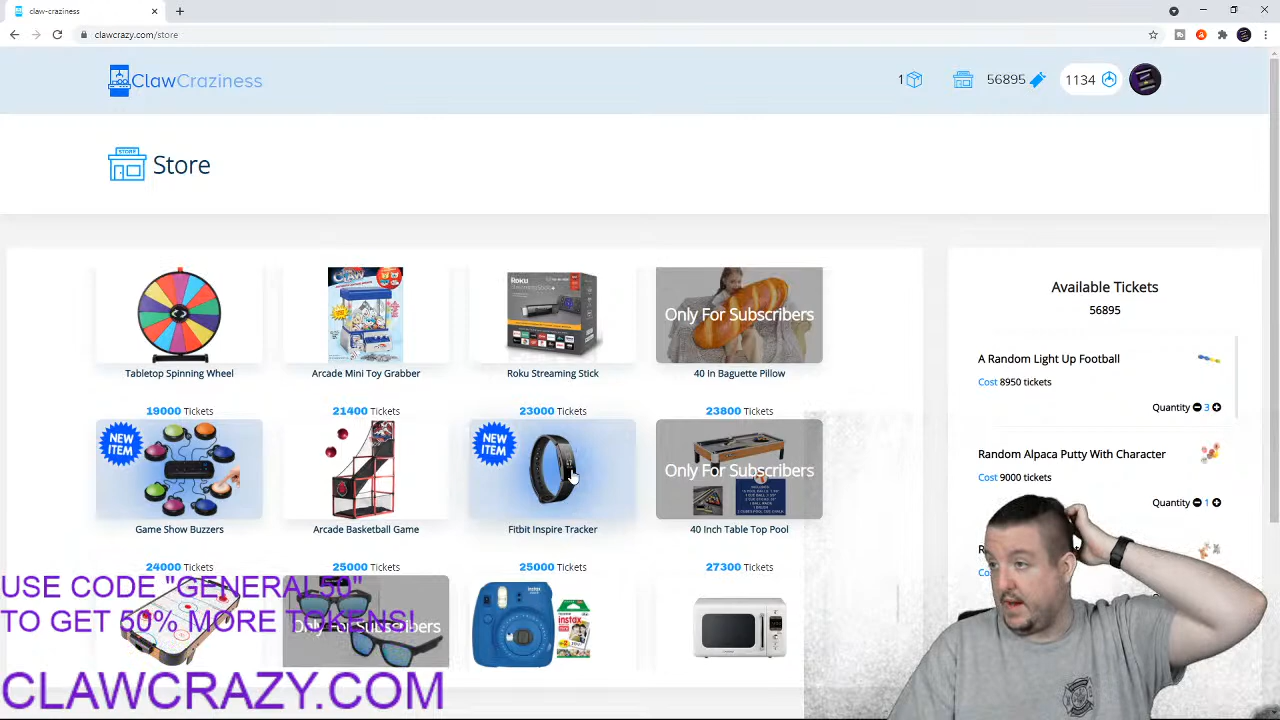 claw-craziness
clawcrazy.com/store
ClawCraziness
1
56895
1134
STORE
Store
Tabletop Spinning Wheel
19000 Tickets
Arcade Mini Toy Grabber
21400 Tickets
Roku
Roku Streaming Stick
23000 Tickets
Only For Subscribers
40 In Baguette Pillow
23800 Tickets
NEW
ITEM
Game Show Buzzers
24000 Tickets
Arcade Basketball Game
25000 Tickets
NEW
ITEM
Fitbit Inspire Tracker
25000 Tickets
Only For Subscribers
40 Inch Table Top Pool
27300 Tickets
Only For Subscribers
Available Tickets
56895
A Random Light Up Football
Cost 8950 tickets
Quantity 3
Random Alpaca Putty With Character
Cost 9000 tickets
Quantity 1
USE CODE "GENERAL50"
TO GET 50% MORE TOKENS!
CLAWCRAZY.COM